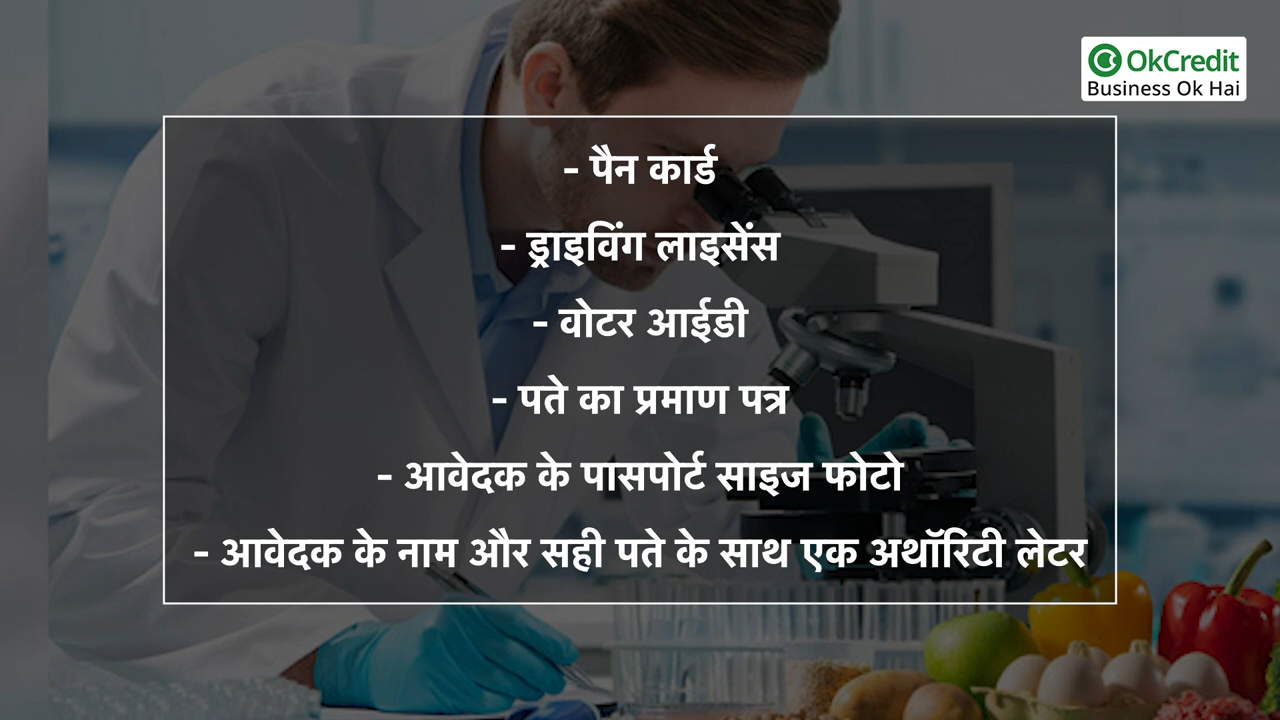 OkCredit
Business Ok Hai
- पैन कार्ड
- ड्राइविंग लाइसेंस
- वोटर आईडी
- पते का प्रमाण पत्र
- आवेदक के पासपोर्ट साइज फोटो
- आवेदक के नाम और सही पते के साथ एक अथॉरिटी लेटर